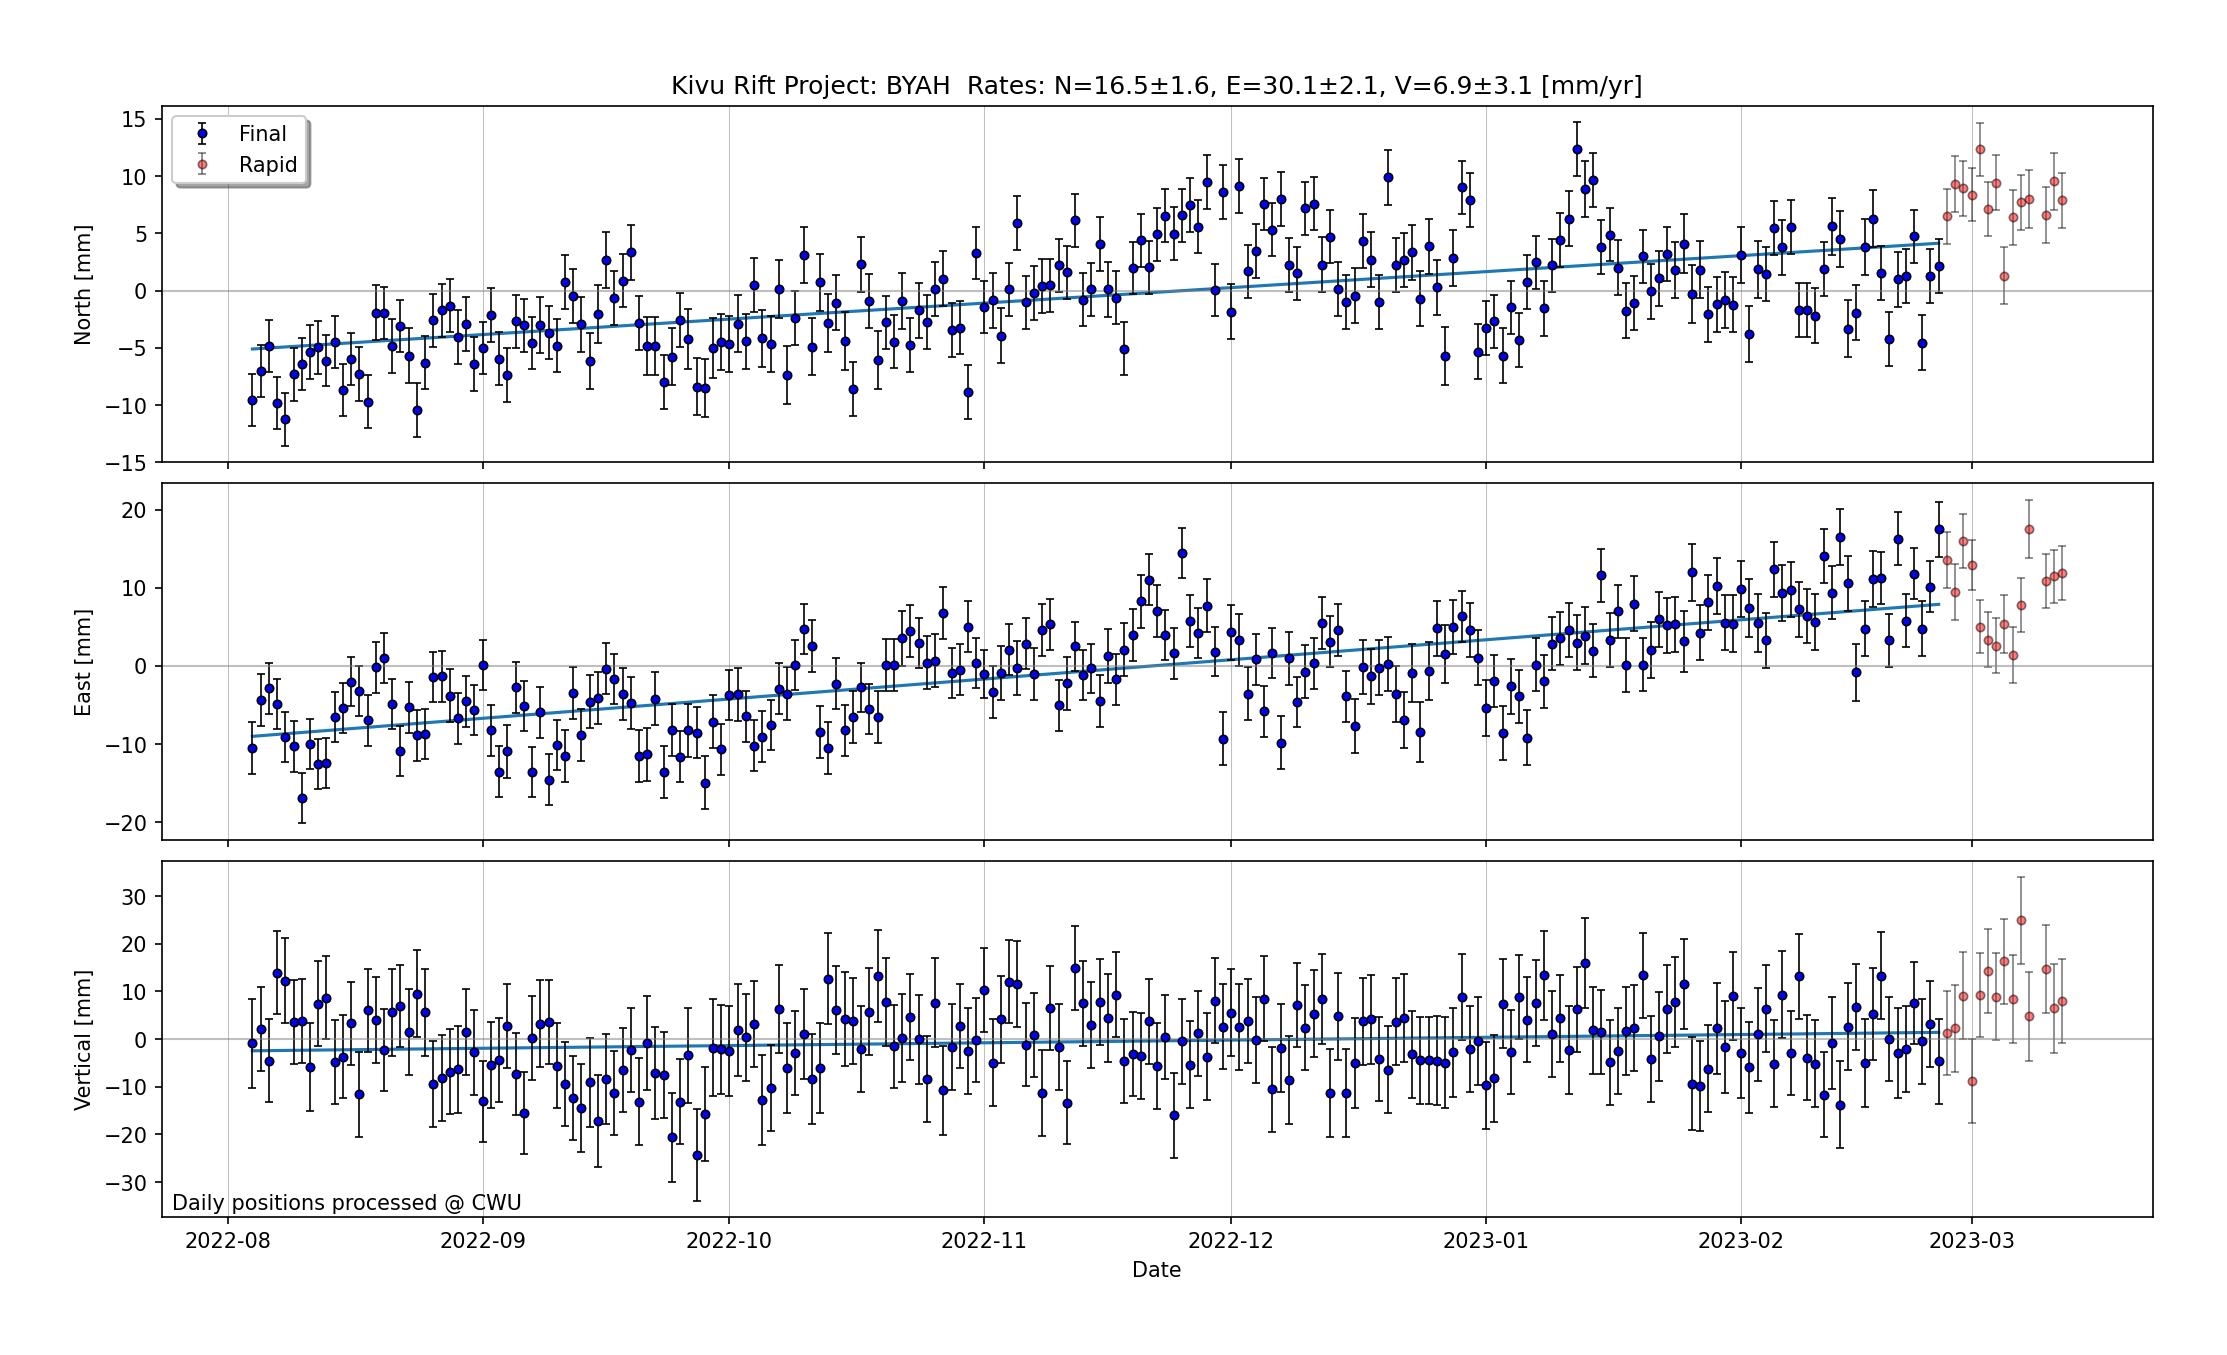 Kivu Rift Project: BYAH  Rates: N=16.5±1.6, E=30.1±2.1, V=6.9±3.1 [mm/yr]
Final
Rapid
North [mm]
15
10
5
0
−5
−10
−15
East [mm]
20
10
0
−10
−20
Vertical [mm]
30
20
10
0
−10
−20
−30
Daily positions processed @ CWU
2022-08 2022-09 2022-10 2022-11 2022-12 2023-01 2023-02 2023-03
Date